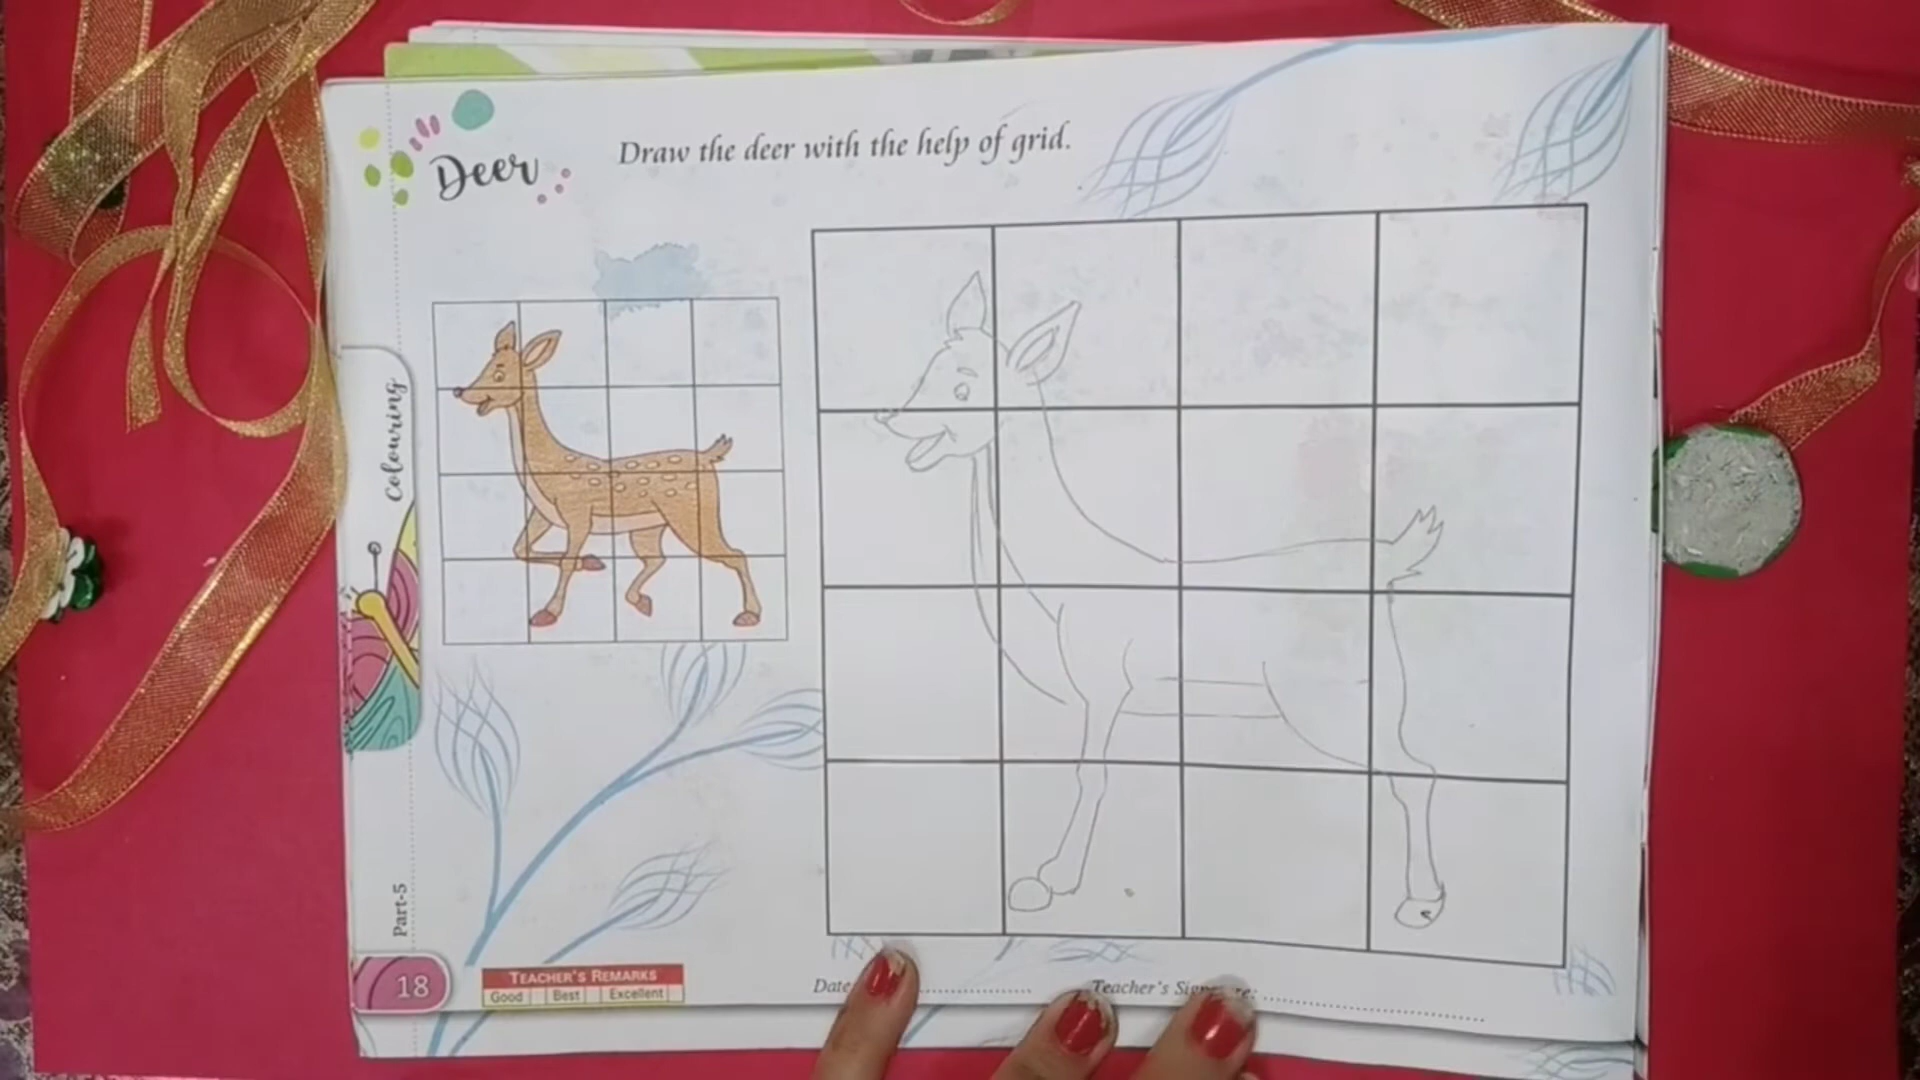 Deer
Draw the deer with the help of grid.
Colouring
Part-5
18
TEACHER'S REMARKS
Good Best Excellent
Date
Teacher's